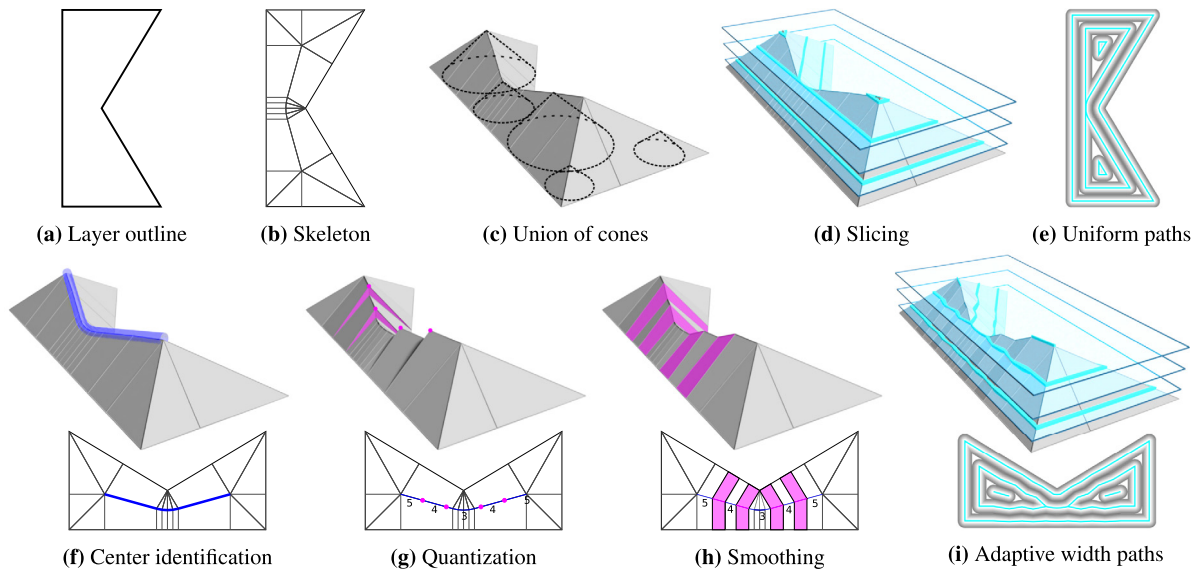 (a) Layer outline
(b) Skeleton
(c) Union of cones
(d) Slicing
(e) Uniform paths
5 4 3 4 5
5 4 3 4 5
(f) Center identification
(g) Quantization
(h) Smoothing
(i) Adaptive width paths